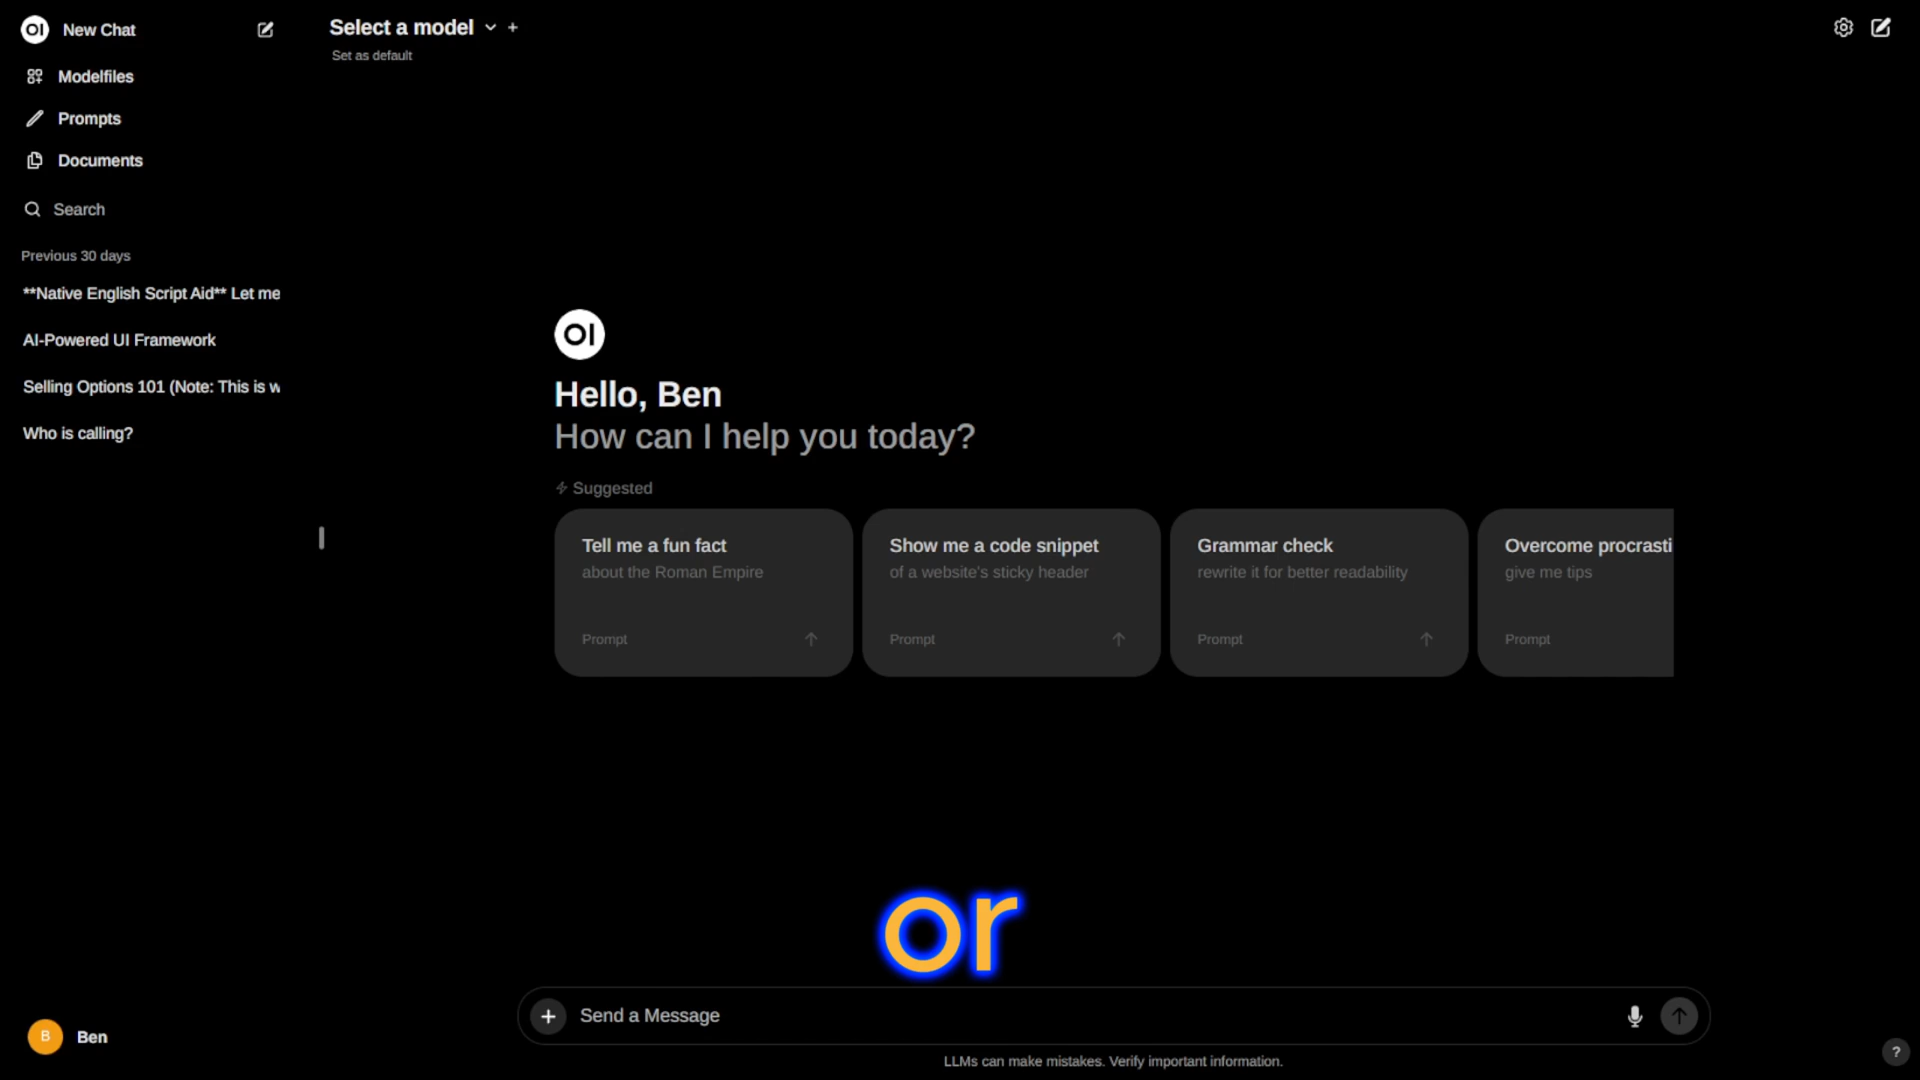 OI New Chat
Modelfiles
Prompts
Documents
Search
Previous 30 days
**Native English Script Aid** Let me
AI-Powered UI Framework
Selling Options 101 (Note: This is w
Who is calling?
B Ben
Select a model
Set as default
OI
Hello, Ben
How can I help you today?
Suggested
Tell me a fun fact
about the Roman Empire
Prompt
Show me a code snippet
of a website's sticky header
Prompt
Grammar check
rewrite it for better readability
Prompt
Overcome procrasti
give me tips
Prompt
or
Send a Message
LLMs can make mistakes. Verify important information.
?